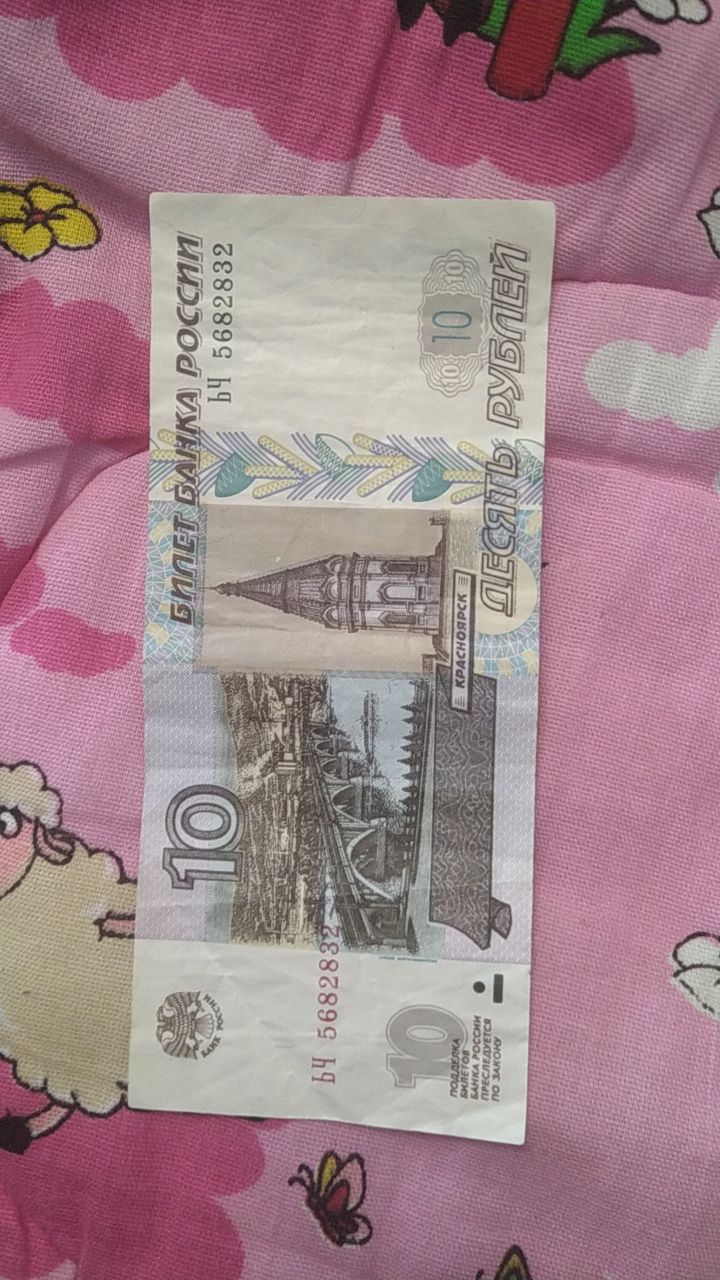 БАНК РОССИИ
10
БИЛЕТ БАНКА РОССИИ
ЬЧ 5682832
ЬЧ 5682832
10
ПОДДЕЛКА
БИЛЕТОВ
БАНКА РОССИИ
ПРЕСЛЕДУЕТСЯ
ПО ЗАКОНУ
КРАСНОЯРСК
10 10 10
ДЕСЯТЬ РУБЛЕЙ